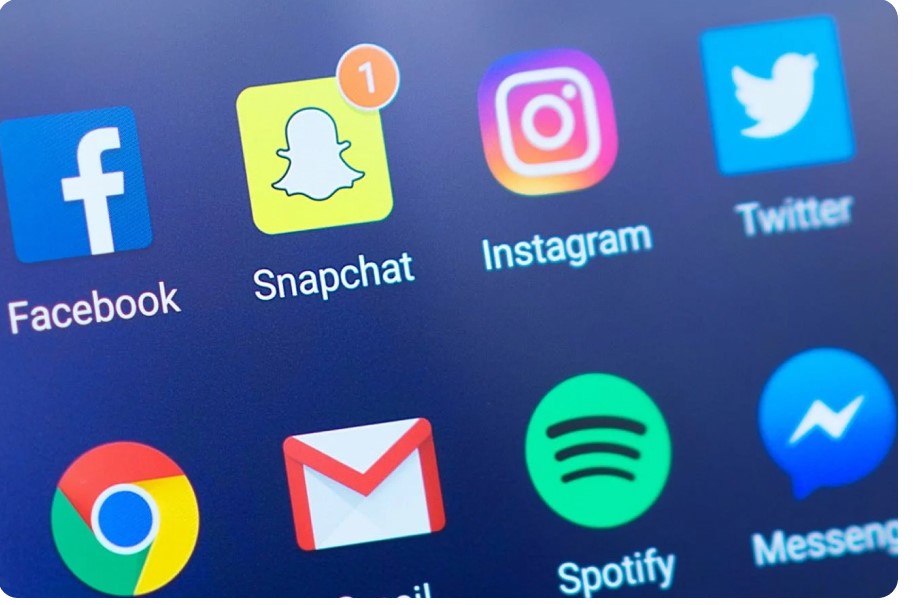 1
Facebook
Snapchat
Instagram
Twitter
Spotify
Messeng